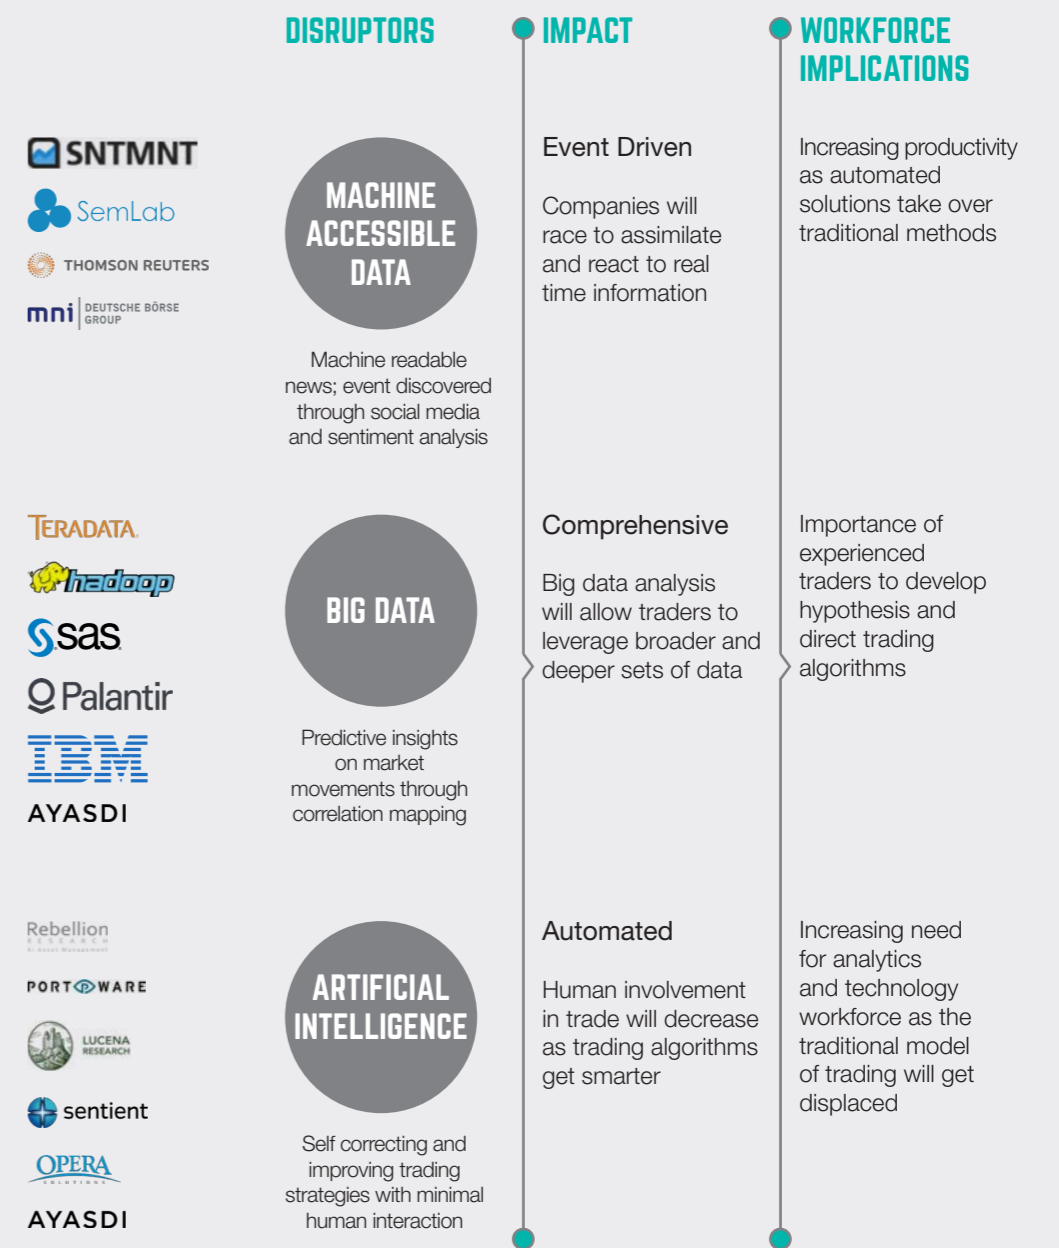 DISRUPTORS
IMPACT
WORKFORCE
IMPLICATIONS
SNTMNT
SemLab
THOMSON REUTERS
mni DEUTSCHE BÖRSE
GROUP
MACHINE
ACCESSIBLE
DATA
Machine readable
news; event discovered
through social media
and sentiment analysis
Event Driven
Companies will
race to assimilate
and react to real
time information
Increasing productivity
as automated
solutions take over
traditional methods
TERADATA.
hadoop
sas
Palantir
IBM
AYASDI
BIG DATA
Predictive insights
on market
movements through
correlation mapping
Comprehensive
Big data analysis
will allow traders to
leverage broader and
deeper sets of data
Importance of
experienced
traders to develop
hypothesis and
direct trading
algorithms
Rebellion
RESEARCH
AI Asset Management
PORTWARE
LUCENA
RESEARCH
sentient
OPERA
SOLUTIONS
AYASDI
ARTIFICIAL
INTELLIGENCE
Self correcting and
improving trading
strategies with minimal
human interaction
Automated
Human involvement
in trade will decrease
as trading algorithms
get smarter
Increasing need
for analytics
and technology
workforce as the
traditional model
of trading will get
displaced